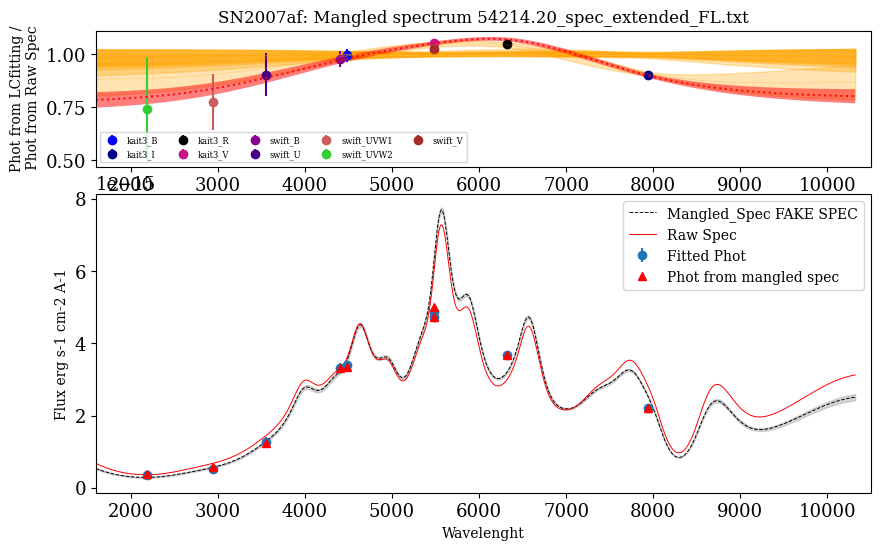 SN2007af: Mangled spectrum 54214.20_spec_extended_FL.txt
Phot from LCfitting /
Phot from Raw Spec
1.00
0.75
0.50
kait3_B kait3_R swift_B swift_UVW1 swift_V
kait3_I kait3_V swift_U swift_UVW2
2000 3000 4000 5000 6000 7000 8000 9000 10000
Flux erg s-1 cm-2 A-1
8
6
4
2
0
Mangled_Spec FAKE SPEC
Raw Spec
Fitted Phot
Phot from mangled spec
2000 3000 4000 5000 6000 7000 8000 9000 10000
Wavelenght